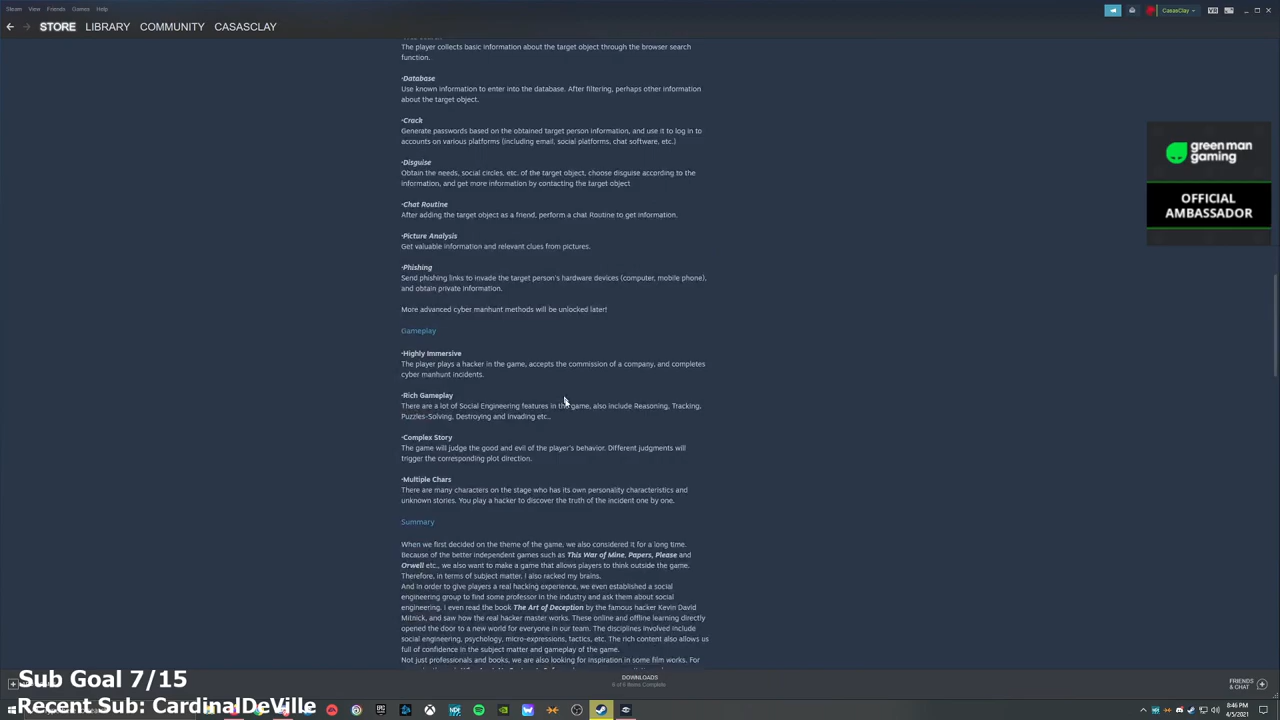 Steam View Friends Games Help
CasasClay
STORE LIBRARY COMMUNITY CASASCLAY
The player collects basic information about the target object through the browser search
function.
·Database
Use known information to enter into the database. After filtering, perhaps other information
about the target object.
·Crack
Generate passwords based on the obtained target person information, and use it to log in to
accounts on various platforms (including email, social platforms, chat software, etc.)
·Disguise
Obtain the needs, social circles, etc. of the target object, choose disguise according to the
information, and get more information by contacting the target object
·Chat Routine
After adding the target object as a friend, perform a chat Routine to get information.
·Picture Analysis
Get valuable information and relevant clues from pictures.
·Phishing
Send phishing links to invade the target person's hardware devices (computer, mobile phone),
and obtain private information.
More advanced cyber manhunt methods will be unlocked later!
Gameplay
·Highly Immersive
The player plays a hacker in the game, accepts the commission of a company, and completes
cyber manhunt incidents.
·Rich Gameplay
There are a lot of Social Engineering features in the game, also include Reasoning, Tracking,
Puzzles-Solving, Destroying and Invading etc..
·Complex Story
The game will judge the good and evil of the player's behavior. Different judgments will
trigger the corresponding plot direction.
·Multiple Chars
There are many characters on the stage who has its own personality characteristics and
unknown stories. You play a hacker to discover the truth of the incident one by one.
Summary
When we first decided on the theme of the game, we also considered it for a long time.
Because of the better independent games such as This War of Mine, Papers, Please and
Orwell etc., we also want to make a game that allows players to think outside the game.
Therefore, in terms of subject matter, I also racked my brains.
And in order to give players a real hacking experience, we even established a social
engineering group to find some professor in the industry and ask them about social
engineering. I even read the book The Art of Deception by the famous hacker Kevin David
Mitnick, and saw how the real hacker master works. These online and offline learning directly
opened the door to a new world for everyone in our team. The disciplines involved include
social engineering, psychology, micro-expressions, tactics, etc. The rich content also allows us
full of confidence in the subject matter and gameplay of the game.
Not just professionals and books, we are also looking for inspiration in some film works. For
green man
gaming
OFFICIAL
AMBASSADOR
Sub Goal 7/15
Recent Sub: CardinalDeVille
DOWNLOADS
6 of 6 Items Complete
FRIENDS
& CHAT
8:46 PM
4/5/2021